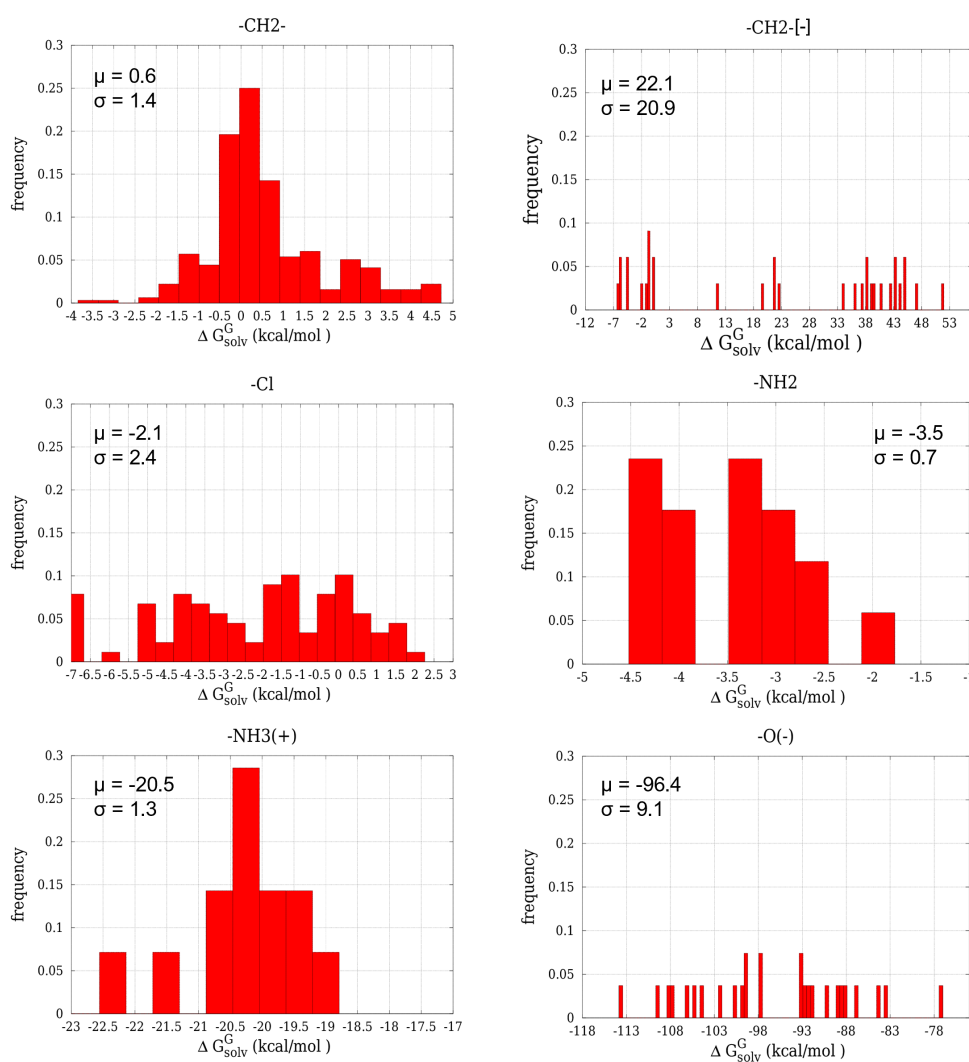 -CH2-
μ = 0.6
σ = 1.4
frequency
0.3
0.25
0.2
0.15
0.1
0.05
0
-4 -3.5 -3 -2.5 -2 -1.5 -1 -0.5 0 0.5 1 1.5 2 2.5 3 3.5 4 4.5 5
Δ G^G_solv (kcal/mol )
-CH2-[-]
μ = 22.1
σ = 20.9
frequency
0.3
0.25
0.2
0.15
0.1
0.05
0
-12 -7 -2 3 8 13 18 23 28 33 38 43 48 53
Δ G^G_solv (kcal/mol )
-Cl
μ = -2.1
σ = 2.4
frequency
0.3
0.25
0.2
0.15
0.1
0.05
0
-7 -6.5 -6 -5.5 -5 -4.5 -4 -3.5 -3 -2.5 -2 -1.5 -1 -0.5 0 0.5 1 1.5 2 2.5 3
Δ G^G_solv (kcal/mol )
-NH2
μ = -3.5
σ = 0.7
frequency
0.3
0.25
0.2
0.15
0.1
0.05
0
-5 -4.5 -4 -3.5 -3 -2.5 -2 -1.5
Δ G^G_solv (kcal/mol )
-NH3(+)
μ = -20.5
σ = 1.3
frequency
0.3
0.25
0.2
0.15
0.1
0.05
0
-23 -22.5 -22 -21.5 -21 -20.5 -20 -19.5 -19 -18.5 -18 -17.5 -17
Δ G^G_solv (kcal/mol )
-O(-)
μ = -96.4
σ = 9.1
frequency
0.3
0.25
0.2
0.15
0.1
0.05
0
-118 -113 -108 -103 -98 -93 -88 -83 -78
Δ G^G_solv (kcal/mol )